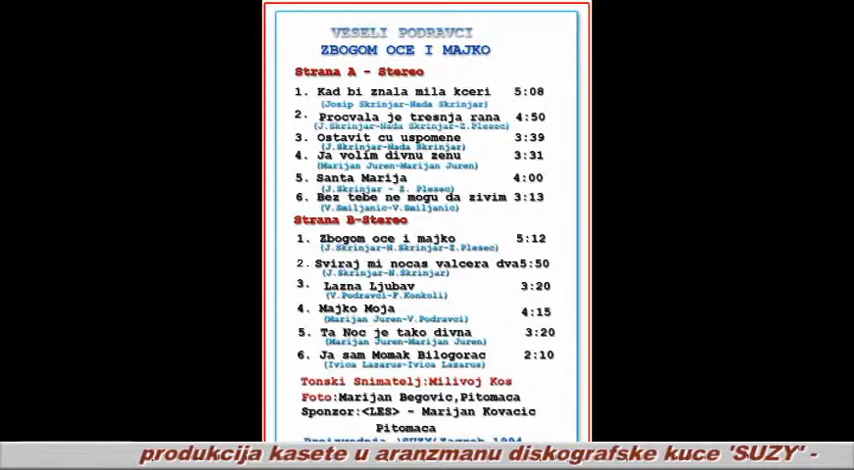 VESELI PODRAVCI
ZBOGOM OCE I MAJKO
Strana A - Stereo
1. Kad bi znala mila kceri 5:08
(Josip Skrinjar-Nada Skrinjar)
2. Procvala je tresnja rana 4:50
(J.Skrinjar-Nada Skrinjar-Z.Plesec)
3. Ostavit cu uspomene 3:39
(J.Skrinjar-Nada Skrinjar)
4. Ja volim divnu zenu 3:31
(Marijan Juren-Marijan Juren)
5. Santa Marija 4:00
(J.Skrinjar - Z. Plesec)
6. Bez tebe ne mogu da zivim 3:13
(V.Smiljanic-V.Smiljanic)
Strana B-Stereo
1. Zbogom oce i majko 5:12
(J.Skrinjar-N.Skrinjar-Z.Plesec)
2. Sviraj mi nocas valcera dva 5:50
(J.Skrinjar-N.Skrinjar)
3. Lazna Ljubav 3:20
(V.Podravci-F.Konkoli)
4. Majko Moja 4:15
(Marijan Juren-V.Podravci)
5. Ta Noc je tako divna 3:20
(Marijan Juren-Marijan Juren)
6. Ja sam Momak Bilogorac 2:10
(Ivica Lazarus-Ivica Lazarus)
Tonski Snimatelj:Milivoj Kos
Foto:Marijan Begovic,Pitomaca
Sponzor:<LES> - Marijan Kovacic
Pitomaca
produkcija kasete u aranzmanu diskografske kuce 'SUZY' -